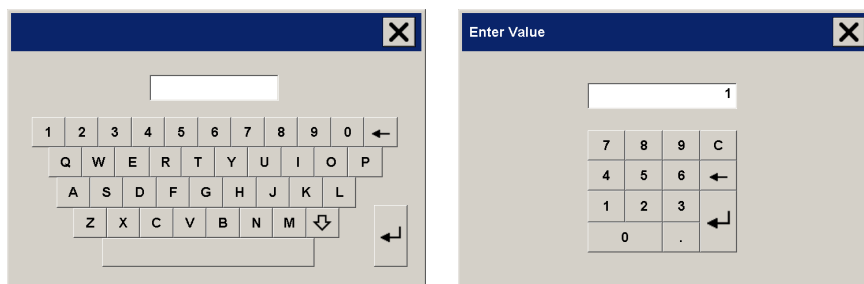 Enter Value
1
1 2 3 4 5 6 7 8 9 0
Q W E R T Y U I O P
A S D F G H J K L
Z X C V B N M
7 8 9 C
4 5 6
1 2 3
0 .